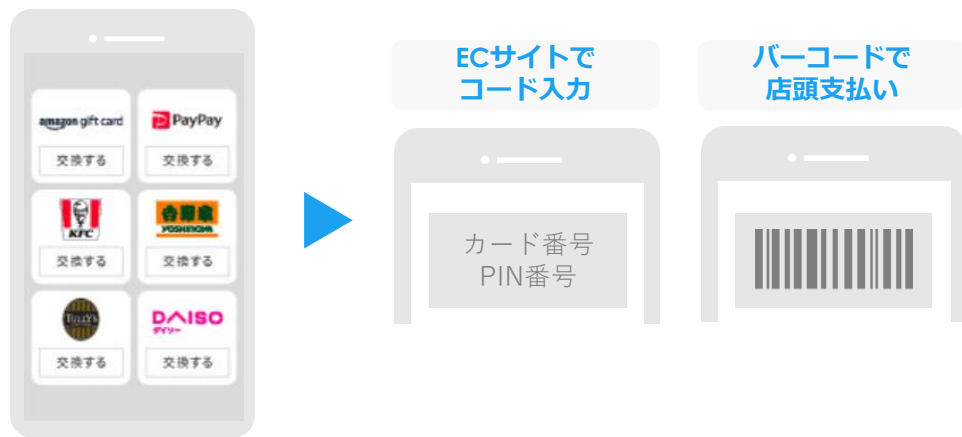 amazon gift card
PayPay
交換する
交換する
KFC
吉野家
YOSHINOYA
交換する
交換する
TULLY'S
DAISO
ダイソー
交換する
交換する
ECサイトで
コード入力
カード番号
PIN番号
バーコードで
店頭支払い